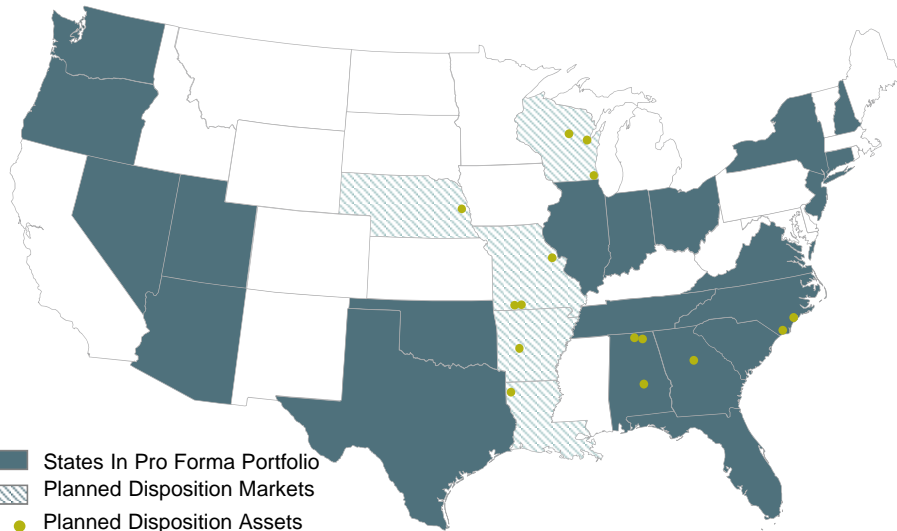 States In Pro Forma Portfolio
Planned Disposition Markets
Planned Disposition Assets